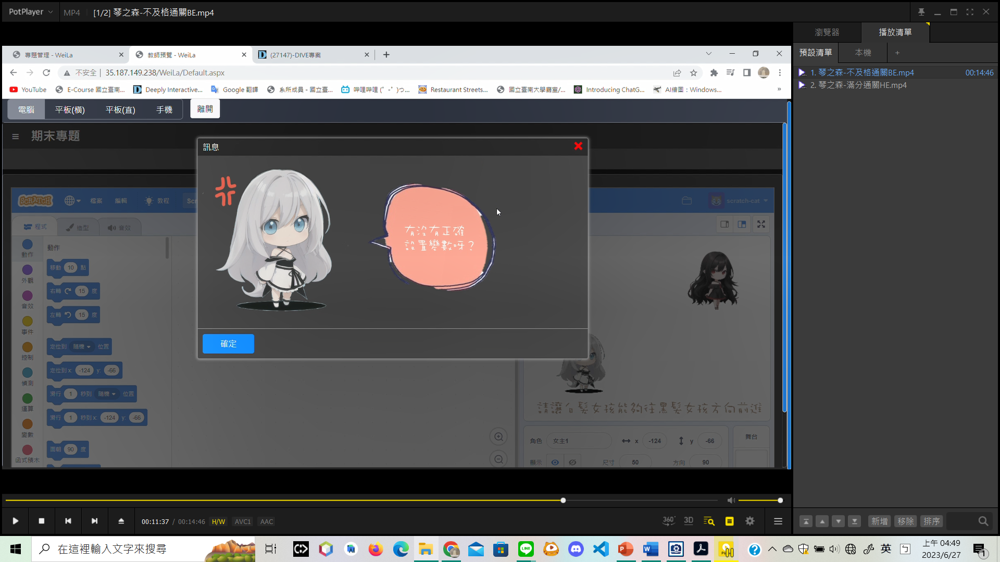 PotPlayer
MP4
[1/2] 琴之森-不及格通關BE.mp4
瀏覽器
播放清單
預設清單
本機
+
1. 琴之森-不及格通關BE.mp4
00:14:46
2. 琴之森-滿分通關HE.mp4
專題管理 - WeiLa
教師預覽 - WeiLa
(27147)-DIVE專案
不安全 | 35.187.149.238/WeiLa/Default.aspx
YouTube
E-Course 國立臺南...
Deeply Interactive...
Google 翻譯
系所成員 - 國立臺...
嗶哩嗶哩 (゜-゜)つ...
Restaurant Streets...
國立臺南大學廳室/...
Introducing ChatG...
AI繪圖：Windows...
»
電腦
平板(橫)
平板(直)
手機
離開
期末專題
訊息
有沒有正確
設置變數呀？
確定
SCRATCH
檔案
編輯
教程
Scr
scratch-cat
程式
造型
音效
動作
外觀
音效
事件
控制
偵測
運算
變數
函式積木
動作
移動 10 點
右轉 15 度
左轉 15 度
定位到 隨機 位置
定位到 x: -124 y: -66
滑行 1 秒到 隨機 位置
滑行 1 秒到 x: -124 y: -66
面朝 90 度
請讓白髮女孩能夠往黑髮女孩方向前進
角色 女主1 x -124 y -66
顯示 尺寸 50 方向 90
舞台
00:11:37 / 00:14:46 H/W AVC1 AAC
360°
3D
新增
移除
排序
在這裡輸入文字來搜尋
英
上午 04:49
2023/6/27
1